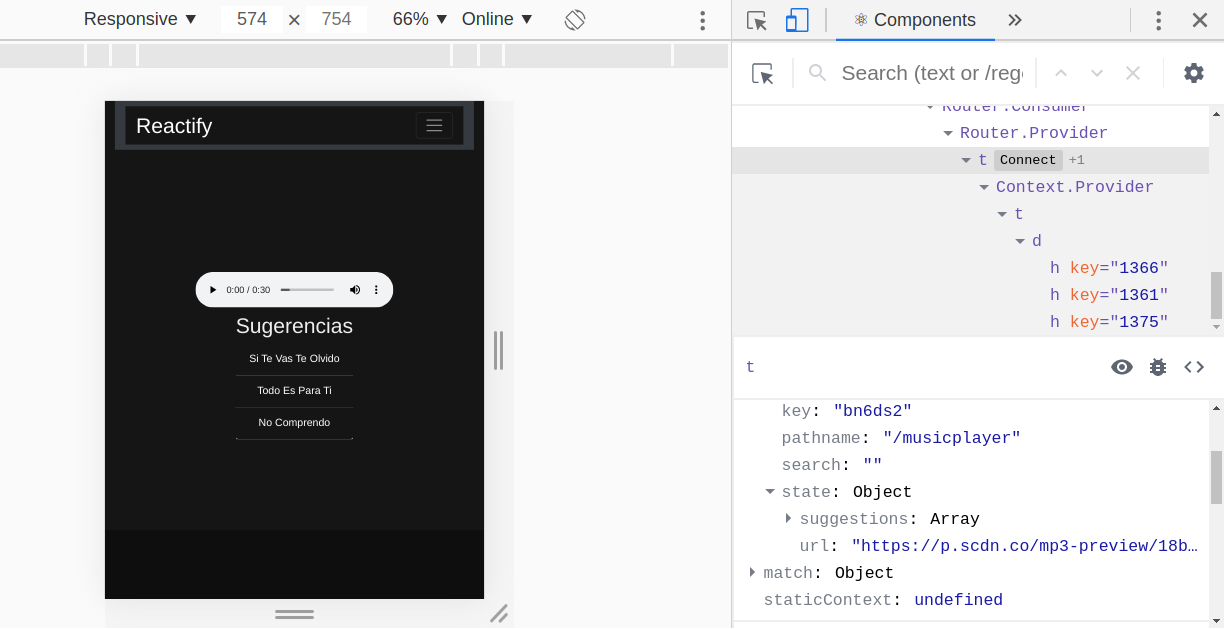 Responsive ▼ 574 × 754 66% ▼ Online ▼
Components »
Search (text or /reg
Reactify
0:00 / 0:30
Sugerencias
Si Te Vas Te Olvido
Todo Es Para Ti
No Comprendo
Router.Consumer
Router.Provider
t Connect +1
Context.Provider
t
d
h key="1366"
h key="1361"
h key="1375"
t
key: "bn6ds2"
pathname: "/musicplayer"
search: ""
state: Object
suggestions: Array
url: "https://p.scdn.co/mp3-preview/18b…
match: Object
staticContext: undefined